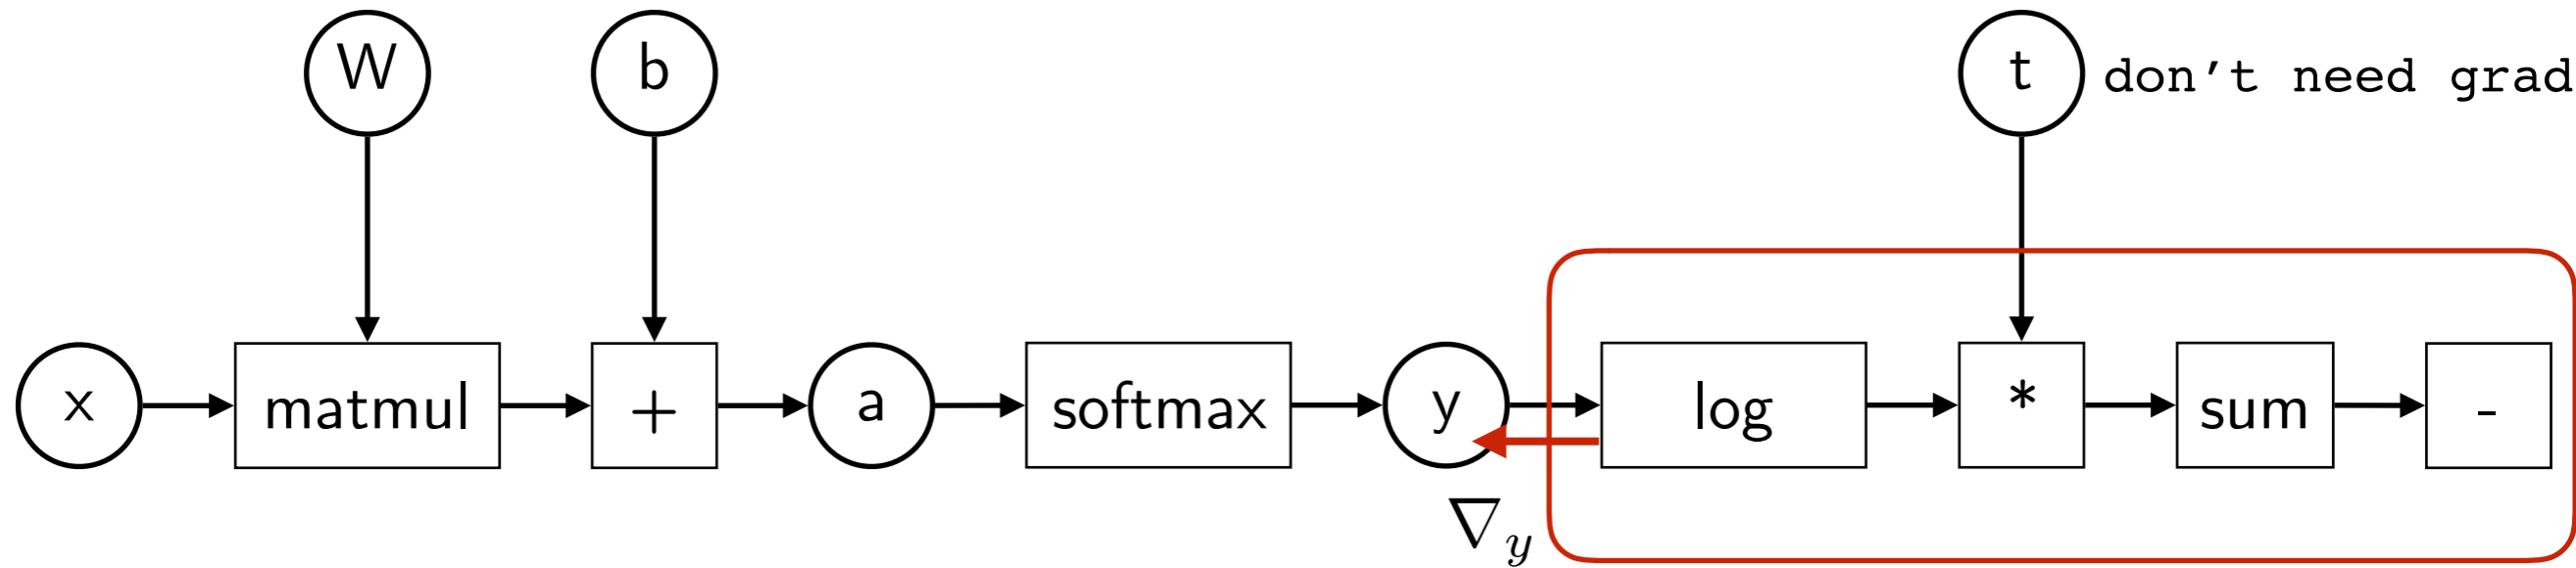 W b t don't need grad
x matmul + a softmax y log * sum -
∇y